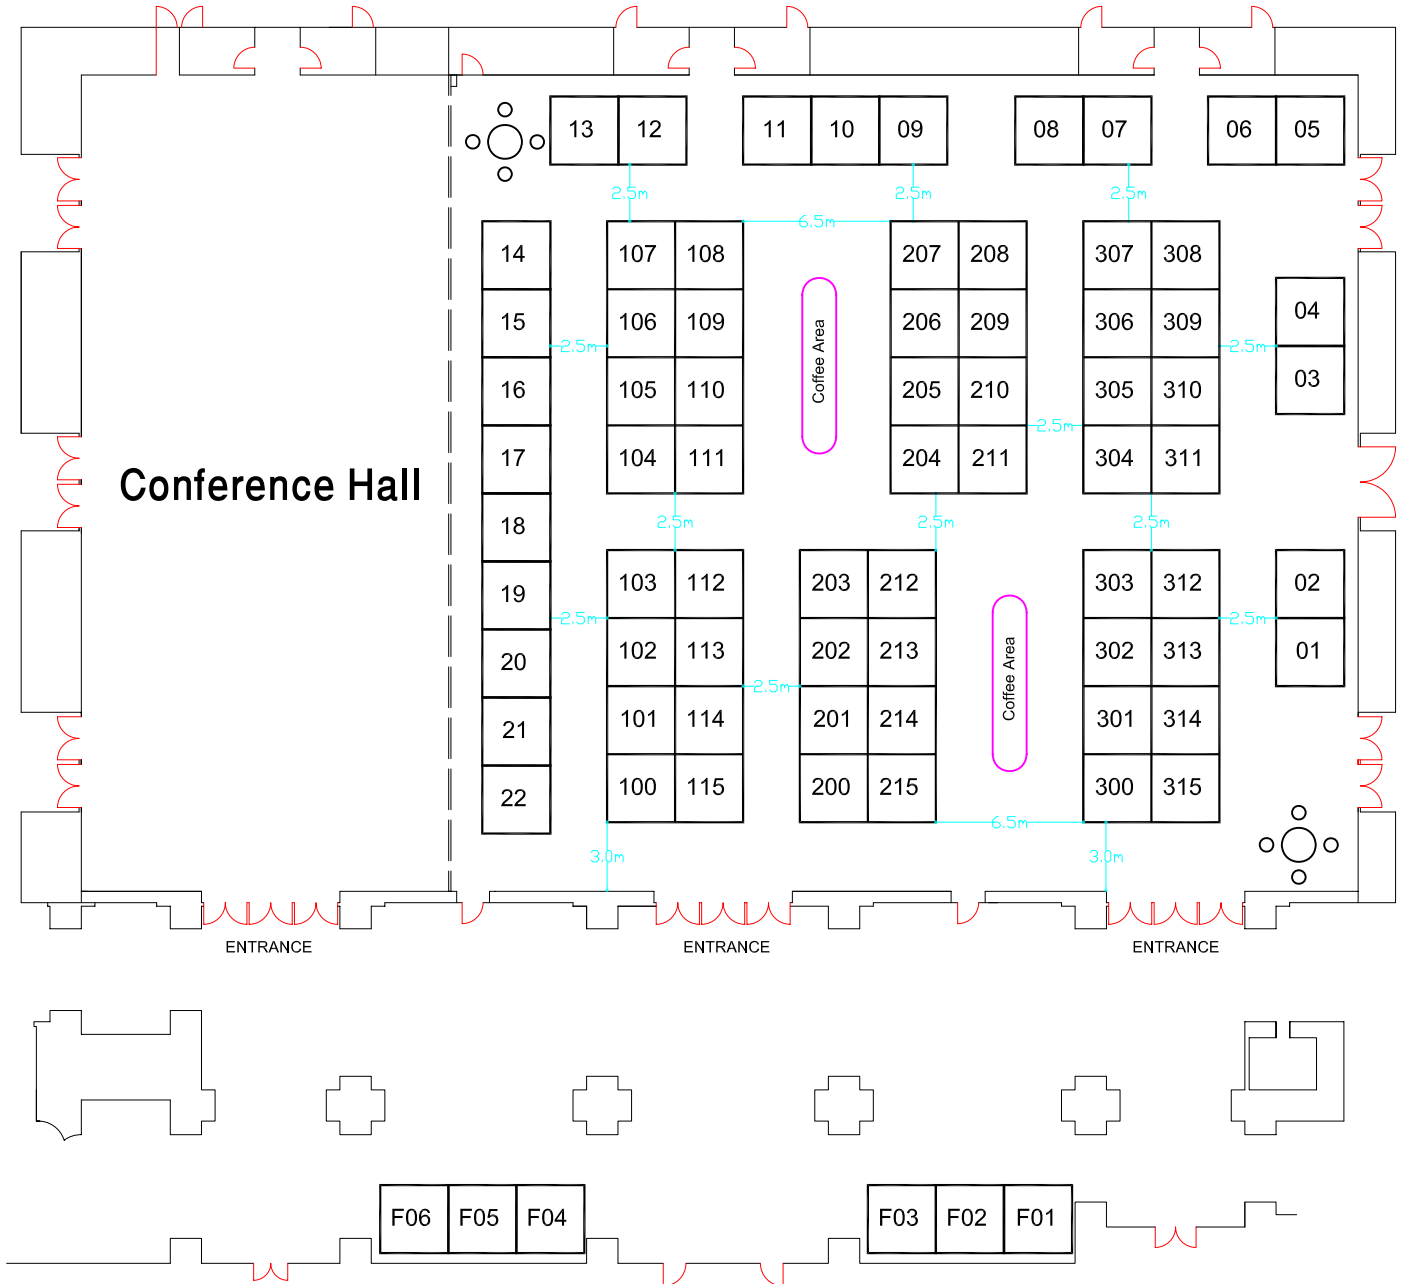 13 12 11 10 09 08 07 06 05
2.5m 2.5m 2.5m
6.5m
14 107 108 207 208 307 308
04
15 106 109 206 209 306 309
2.5m 2.5m
Coffee Area
03
16 105 110 205 210 305 310
2.5m
17 104 111 204 211 304 311
Conference Hall
18 2.5m 2.5m 2.5m
19 103 112 203 212 303 312 02
2.5m 2.5m
20 102 113 202 213 302 313 01
Coffee Area
2.5m
21 101 114 201 214 301 314
22 100 115 200 215 300 315
6.5m
3.0m 3.0m
ENTRANCE ENTRANCE ENTRANCE
F06 F05 F04 F03 F02 F01